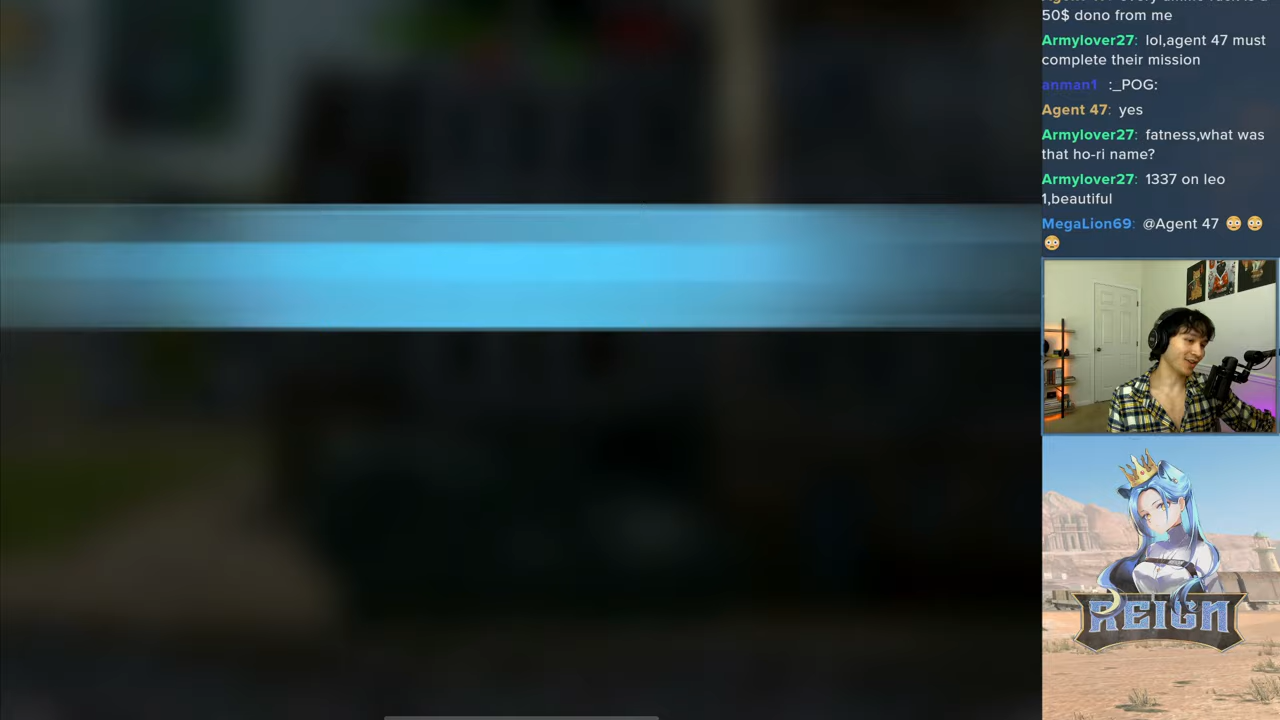 50$ dono from me
Armylover27: lol,agent 47 must
complete their mission
anman1 :_POG:
Agent 47: yes
Armylover27: fatness,what was
that ho-ri name?
Armylover27: 1337 on leo
1,beautiful
MegaLion69: @Agent 47 😳 😳
😳
REIGN